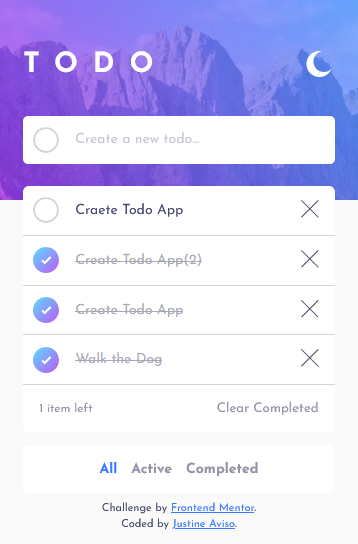 TODO
Create a new todo...
Craete Todo App
Create Todo App(2)
Create Todo App
Walk the Dog
1 item left Clear Completed
All Active Completed
Challenge by Frontend Mentor.
Coded by Justine Aviso.